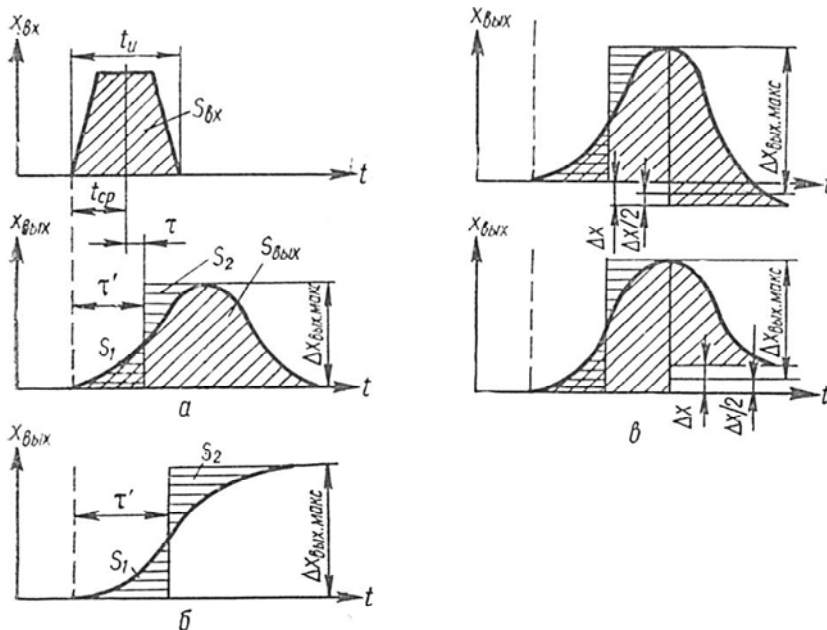 x_вх
t_и
S_вх
t
t_ср
x_вых
τ
S_2
S_вых
τ'
S_1
Δx_вых.макс
t
а
x_вых
S_2
τ'
S_1
Δx_вых.макс
t
б
x_вых
Δx_вых.макс
t
Δx
Δx/2
x_вых
Δx_вых.макс
t
Δx
Δx/2
в